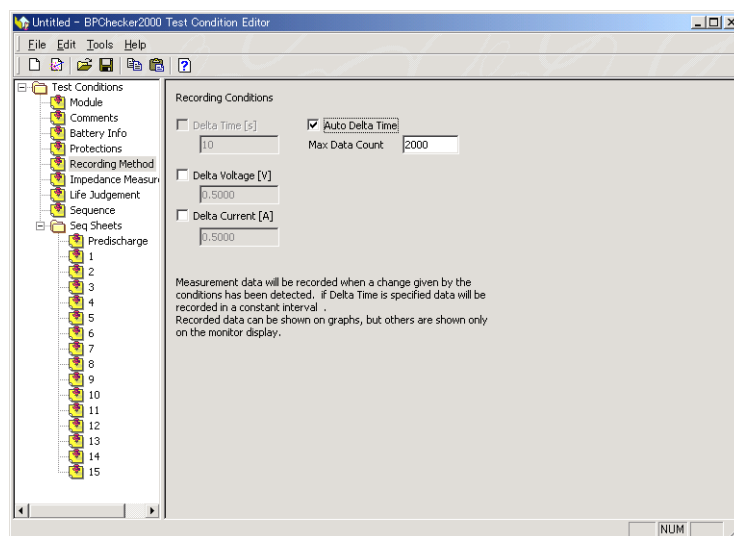 Untitled - BPChecker2000 Test Condition Editor
File Edit Tools Help
Test Conditions
Module
Comments
Battery Info
Protections
Recording Method
Impedance Measur
Life Judgement
Sequence
Seq Sheets
Predischarge
1
2
3
4
5
6
7
8
9
10
11
12
13
14
15
Recording Conditions
Delta Time [s]
Auto Delta Time
10
Max Data Count 2000
Delta Voltage [V]
0.5000
Delta Current [A]
0.5000
Measurement data will be recorded when a change given by the
conditions has been detected. if Delta Time is specified data will be
recorded in a constant interval .
Recorded data can be shown on graphs, but others are shown only
on the monitor display.
NUM